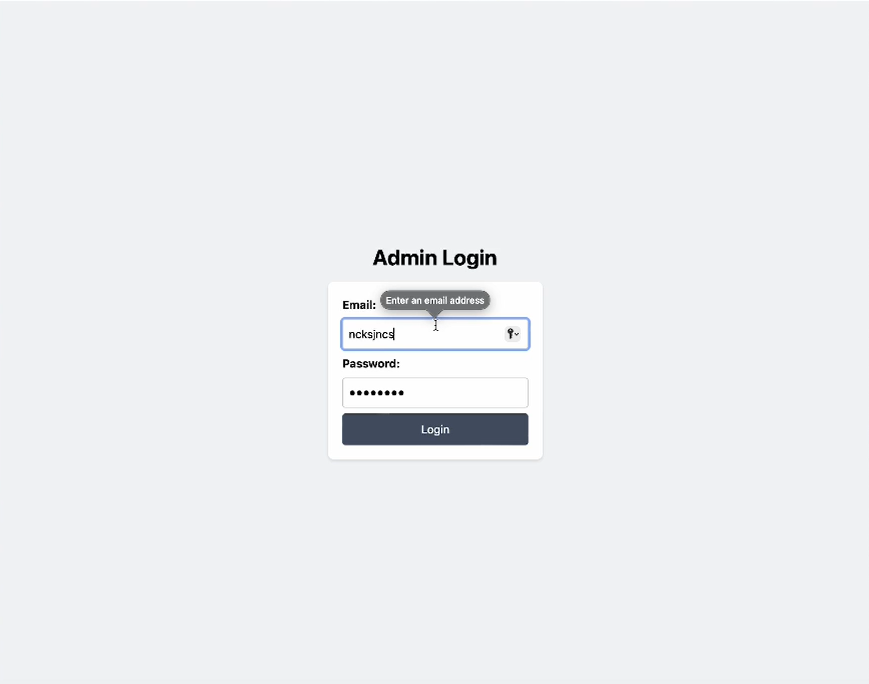 Admin Login
Email:
Enter an email address
ncksjncs
Password:
Login